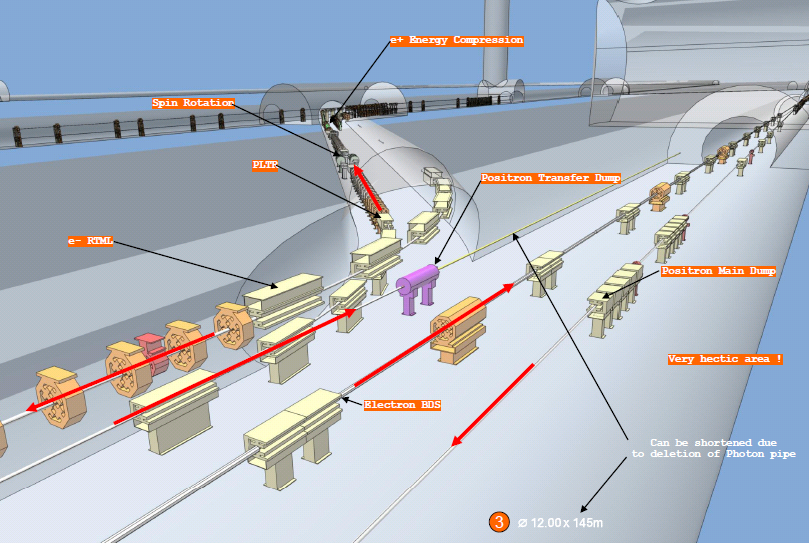 e+ Energy Compression
Spin Rotation
PLTR
Positron Transfer Dump
e- RTML
Positron Main Dump
Very hectic area !
Electron BDS
Can be shortened due
to deletion of Photon pipe
3 Ø 12.00 x 145m